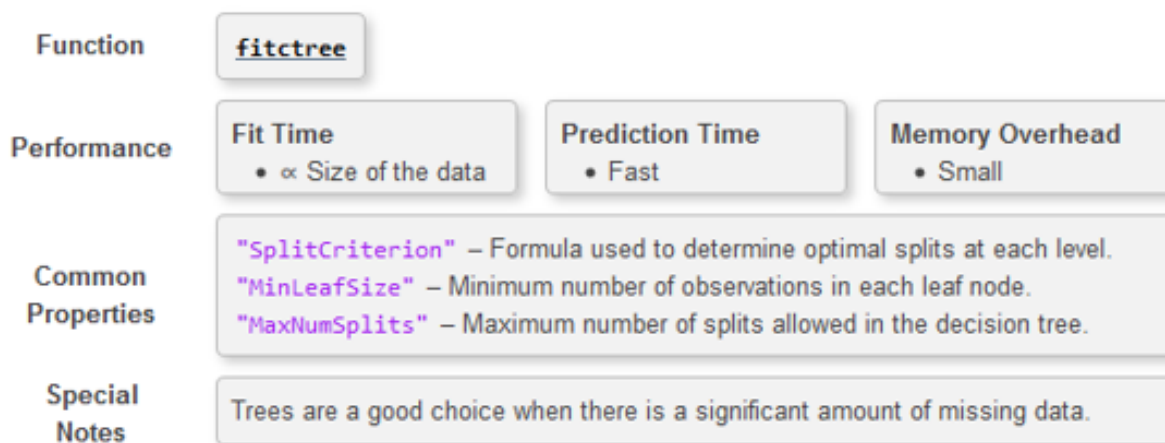 Function
fitctree
Performance
Fit Time
• ∝ Size of the data
Prediction Time
• Fast
Memory Overhead
• Small
Common
Properties
"SplitCriterion" – Formula used to determine optimal splits at each level.
"MinLeafSize" – Minimum number of observations in each leaf node.
"MaxNumSplits" – Maximum number of splits allowed in the decision tree.
Special
Notes
Trees are a good choice when there is a significant amount of missing data.